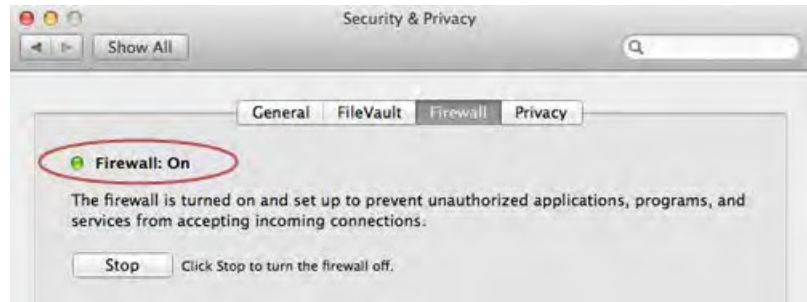 Security & Privacy
Show All
General FileVault Firewall Privacy
Firewall: On
The firewall is turned on and set up to prevent unauthorized applications, programs, and
services from accepting incoming connections.
Stop Click Stop to turn the firewall off.